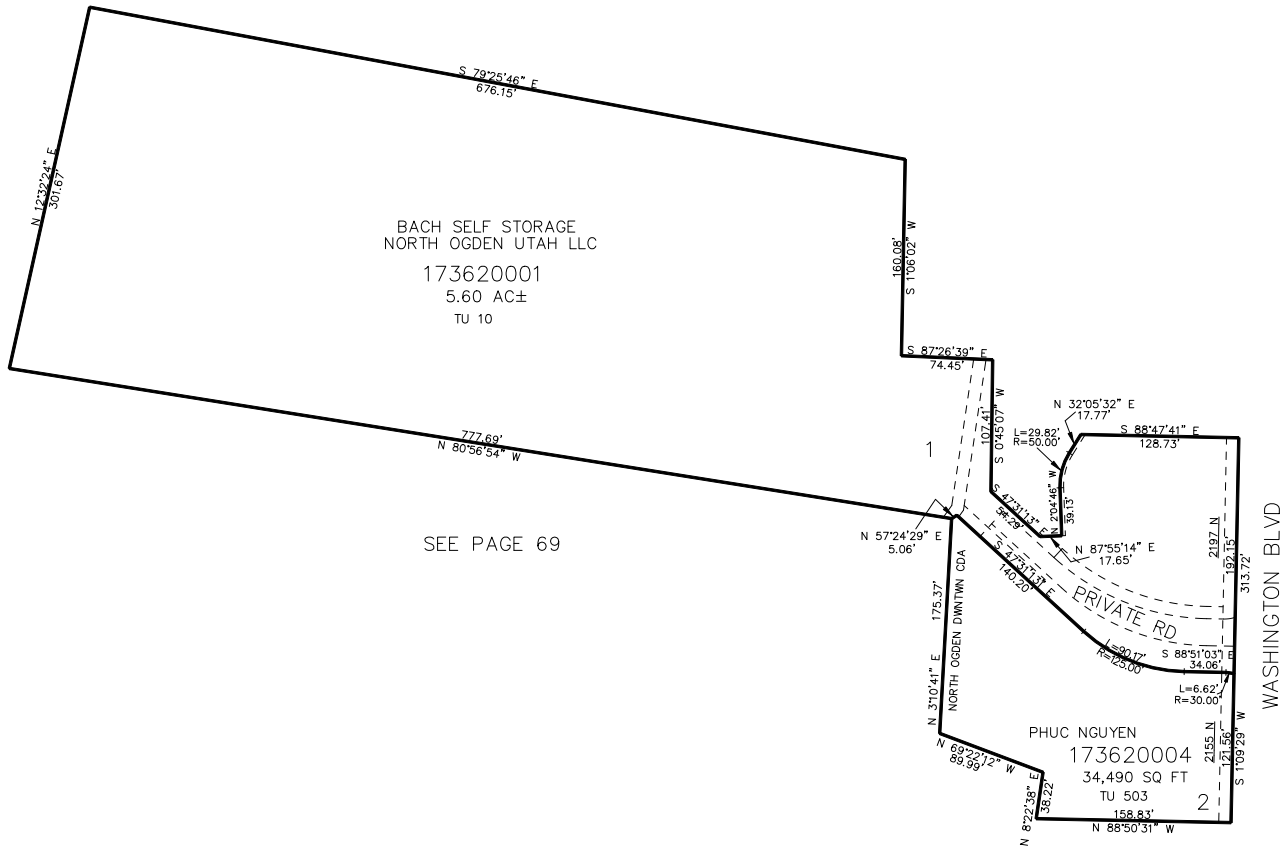 S 79°25'46" E
676.15'
N 12°32'24" E
301.67'
BACH SELF STORAGE
NORTH OGDEN UTAH LLC
173620001
5.60 AC±
TU 10
160.08'
S 1°06'02" W
S 87°26'39" E
74.45'
107.41'
S 0°45'07" W
N 32°05'32" E
17.77'
L=29.82'
R=50.00'
S 88°47'41" E
128.73'
777.69'
N 80°56'54" W
1
S 47°31'13" E
54.29'
N 2°04'46" W
39.13'
N 57°24'29" E
5.06'
N 87°55'14" E
17.65'
SEE PAGE 69
2197 N
192.15'
313.72'
WASHINGTON BLVD
S 47°31'13" E
140.20'
PRIVATE RD
175.37'
N 3°10'41" E
NORTH OGDEN DWNTWN CDA
L=90.17'
R=125.00'
S 88°51'03" E
34.06'
L=6.62'
R=30.00'
N 69°22'12" W
89.99'
PHUC NGUYEN
173620004
34,490 SQ FT
TU 503
2
2155 N
121.56'
S 1°09'29" W
N 8°22'38" E
38.22'
158.83'
N 88°50'31" W